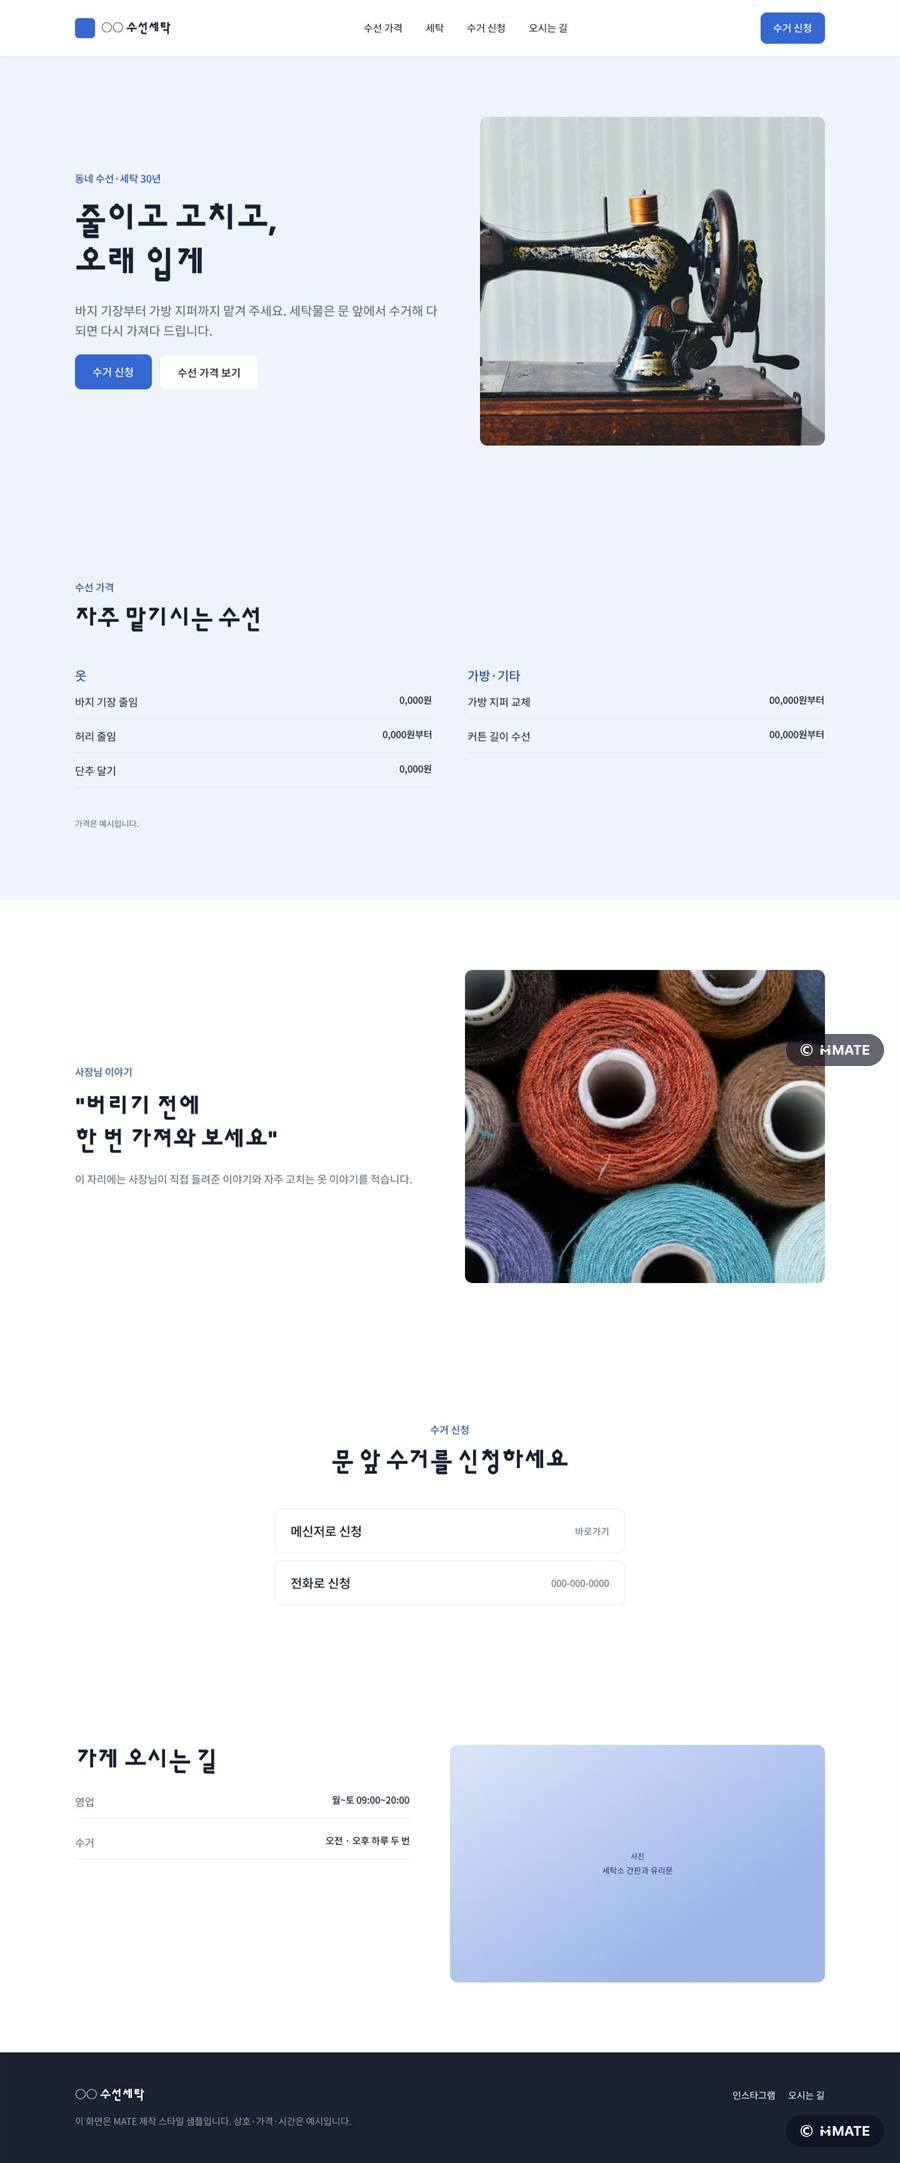 ○○ 수선세탁
수선 가격
세탁
수거 신청
오시는 길
수거 신청
동네 수선·세탁 30년
줄이고 고치고,
오래 입게
바지 기장부터 가방 지퍼까지 맡겨 주세요. 세탁물은 문 앞에서 수거해 다
되면 다시 가져다 드립니다.
수거 신청
수선 가격 보기
수선 가격
자주 맡기시는 수선
옷
바지 기장 줄임 0,000원
허리 줄임 0,000원부터
단추 달기 0,000원
가방·기타
가방 지퍼 교체 00,000원부터
커튼 길이 수선 00,000원부터
가격은 예시입니다.
사장님 이야기
"버리기 전에
한 번 가져와 보세요"
이 자리에는 사장님이 직접 들려준 이야기와 자주 고치는 옷 이야기를 적습니다.
© MATE
수거 신청
문 앞 수거를 신청하세요
메신저로 신청 바로가기
전화로 신청 000-000-0000
가게 오시는 길
영업 월~토 09:00~20:00
수거 오전 · 오후 하루 두 번
사진
세탁소 간판과 유리문
○○ 수선세탁
이 화면은 MATE 제작 스타일 샘플입니다. 상호·가격·시간은 예시입니다.
인스타그램
오시는 길
© MATE